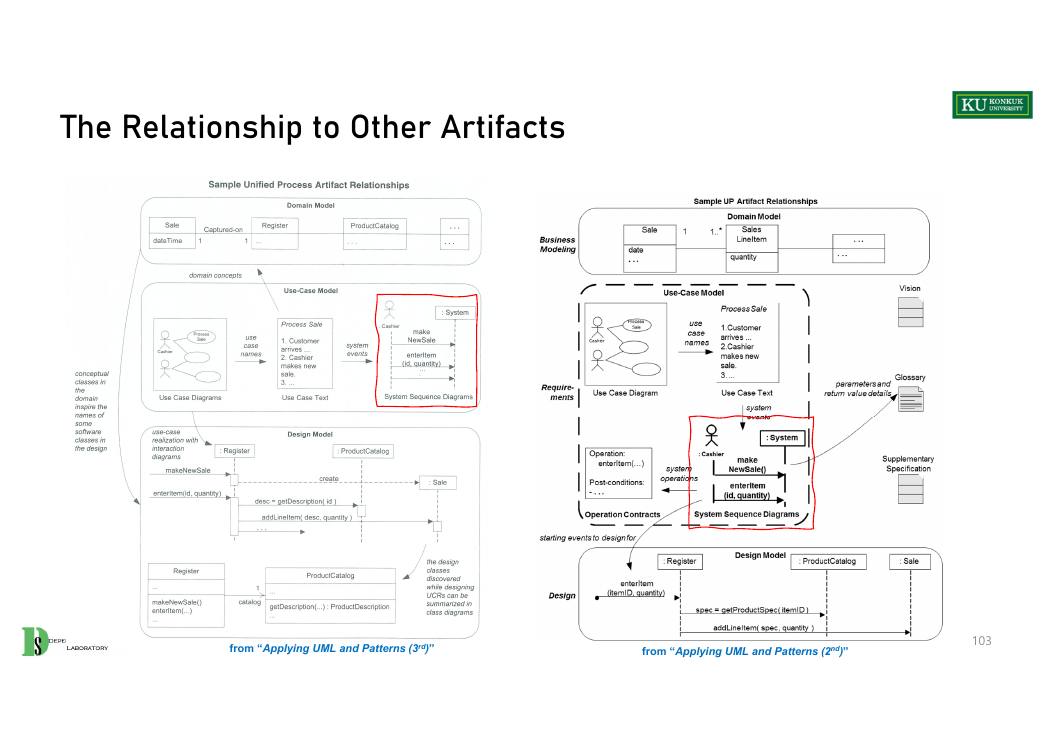 The Relationship to Other Artifacts
KU KONKUK
UNIVERSITY
Sample Unified Process Artifact Relationships
Domain Model
Sale
dateTime
Captured-on
1
1
Register
...
ProductCatalog
...
...
...
domain concepts
Use-Case Model
Process
Sale
Cashier
Use Case Diagrams
use
case
names
Process Sale
1. Customer
arrives ...
2. Cashier
makes new
sale.
3. ...
Use Case Text
system
events
Cashier
: System
make
NewSale
enterItem
(id, quantity)
...
System Sequence Diagrams
conceptual
classes in
the
domain
inspire the
names of
some
software
classes in
the design
Design Model
use-case
realization with
interaction
diagrams
: Register
: ProductCatalog
makeNewSale
create
: Sale
enterItem(id, quantity)
desc = getDescription( id )
addLineItem( desc, quantity )
...
Register
...
makeNewSale()
enterItem(...)
...
1
catalog
ProductCatalog
...
getDescription(...) : ProductDescription
...
the design
classes
discovered
while designing
UCRs can be
summarized in
class diagrams
from “Applying UML and Patterns (3rd)”
Sample UP Artifact Relationships
Domain Model
Business
Modeling
Sale
date
...
1
1..*
Sales
LineItem
quantity
...
...
Use-Case Model
Require-
ments
Process
Sale
Cashier
Use Case Diagram
use
case
names
Process Sale
1.Customer
arrives ...
2.Cashier
makes new
sale.
3. ...
Use Case Text
system
events
Vision
Glossary
parameters and
return value details
Supplementary
Specification
: Cashier
: System
make
NewSale()
enterItem
(id, quantity)
System Sequence Diagrams
system
operations
Operation:
enterItem(...)
Post-conditions:
- ...
Operation Contracts
starting events to design for
Design Model
Design
: Register
: ProductCatalog
: Sale
enterItem
(itemID, quantity)
spec = getProductSpec( itemID )
addLineItem( spec, quantity )
from “Applying UML and Patterns (2nd)”
LABORATORY
103